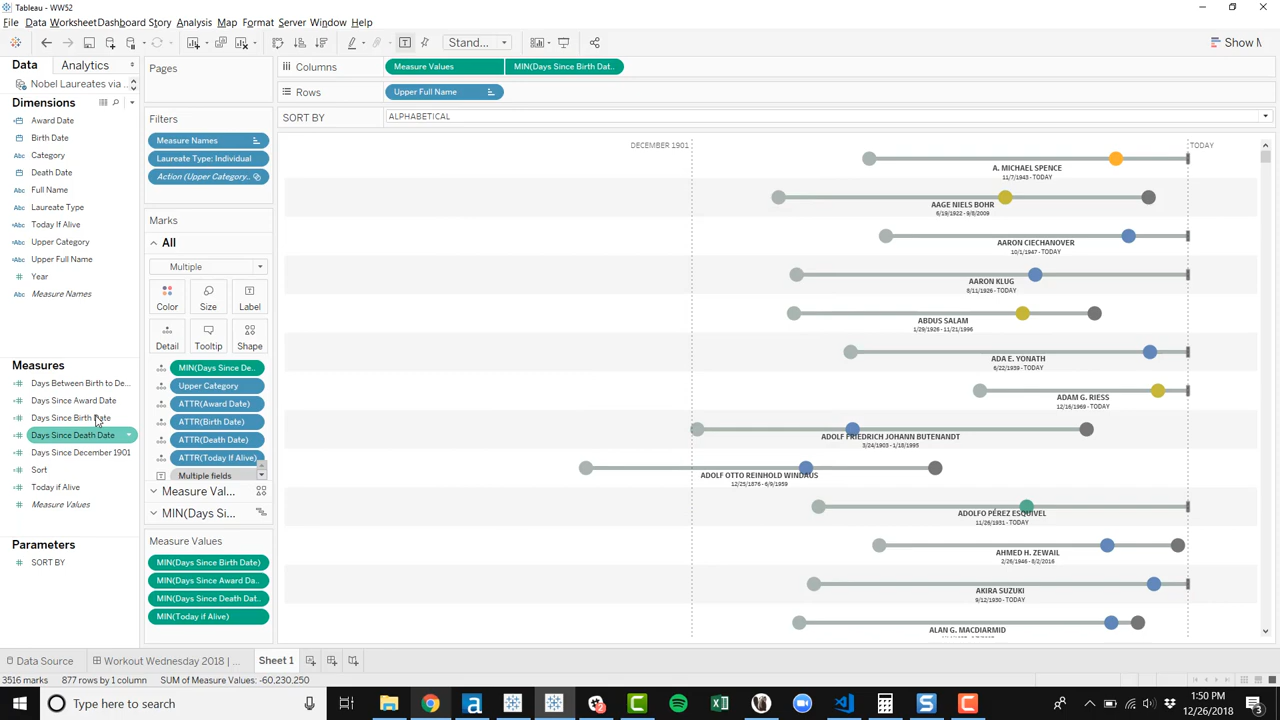 Tableau - WW52
File Data Worksheet Dashboard Story Analysis Map Format Server Window Help
Stand...
Show M
Data Analytics
Nobel Laureates via ...
Dimensions
Award Date
Birth Date
Abc Category
Death Date
Abc Full Name
Abc Laureate Type
Abc Today If Alive
Abc Upper Category
Abc Upper Full Name
Year
Abc Measure Names
Measures
Days Between Birth to De...
Days Since Award Date
Days Since Birth Date
Days Since Death Date
Days Since December 1901
Sort
Today if Alive
Measure Values
Parameters
SORT BY
Pages
Filters
Measure Names
Laureate Type: Individual
Action (Upper Category..
Marks
All
Multiple
Color Size Label
Detail Tooltip Shape
MIN(Days Since De..
Upper Category
ATTR(Award Date)
ATTR(Birth Date)
ATTR(Death Date)
ATTR(Today If Alive)
Multiple fields
Measure Val...
MIN(Days Si...
Measure Values
MIN(Days Since Birth Date)
MIN(Days Since Award Da..
MIN(Days Since Death Dat..
MIN(Today if Alive)
Columns Measure Values MIN(Days Since Birth Dat..
Rows Upper Full Name
SORT BY ALPHABETICAL
DECEMBER 1901 TODAY
A. MICHAEL SPENCE
11/7/1943 - TODAY
AAGE NIELS BOHR
6/19/1922 - 9/8/2009
AARON CIECHANOVER
10/1/1947 - TODAY
AARON KLUG
8/11/1926 - TODAY
ABDUS SALAM
1/29/1926 - 11/21/1996
ADA E. YONATH
6/22/1939 - TODAY
ADAM G. RIESS
12/16/1969 - TODAY
ADOLF FRIEDRICH JOHANN BUTENANDT
3/24/1903 - 1/18/1995
ADOLF OTTO REINHOLD WINDAUS
12/25/1876 - 6/9/1959
ADOLFO PÉREZ ESQUIVEL
11/26/1931 - TODAY
AHMED H. ZEWAIL
2/26/1946 - 8/2/2016
AKIRA SUZUKI
9/12/1930 - TODAY
ALAN G. MACDIARMID
Data Source Workout Wednesday 2018 | ... Sheet 1
3516 marks 877 rows by 1 column SUM of Measure Values: -60,230,250
Type here to search
1:50 PM
12/26/2018